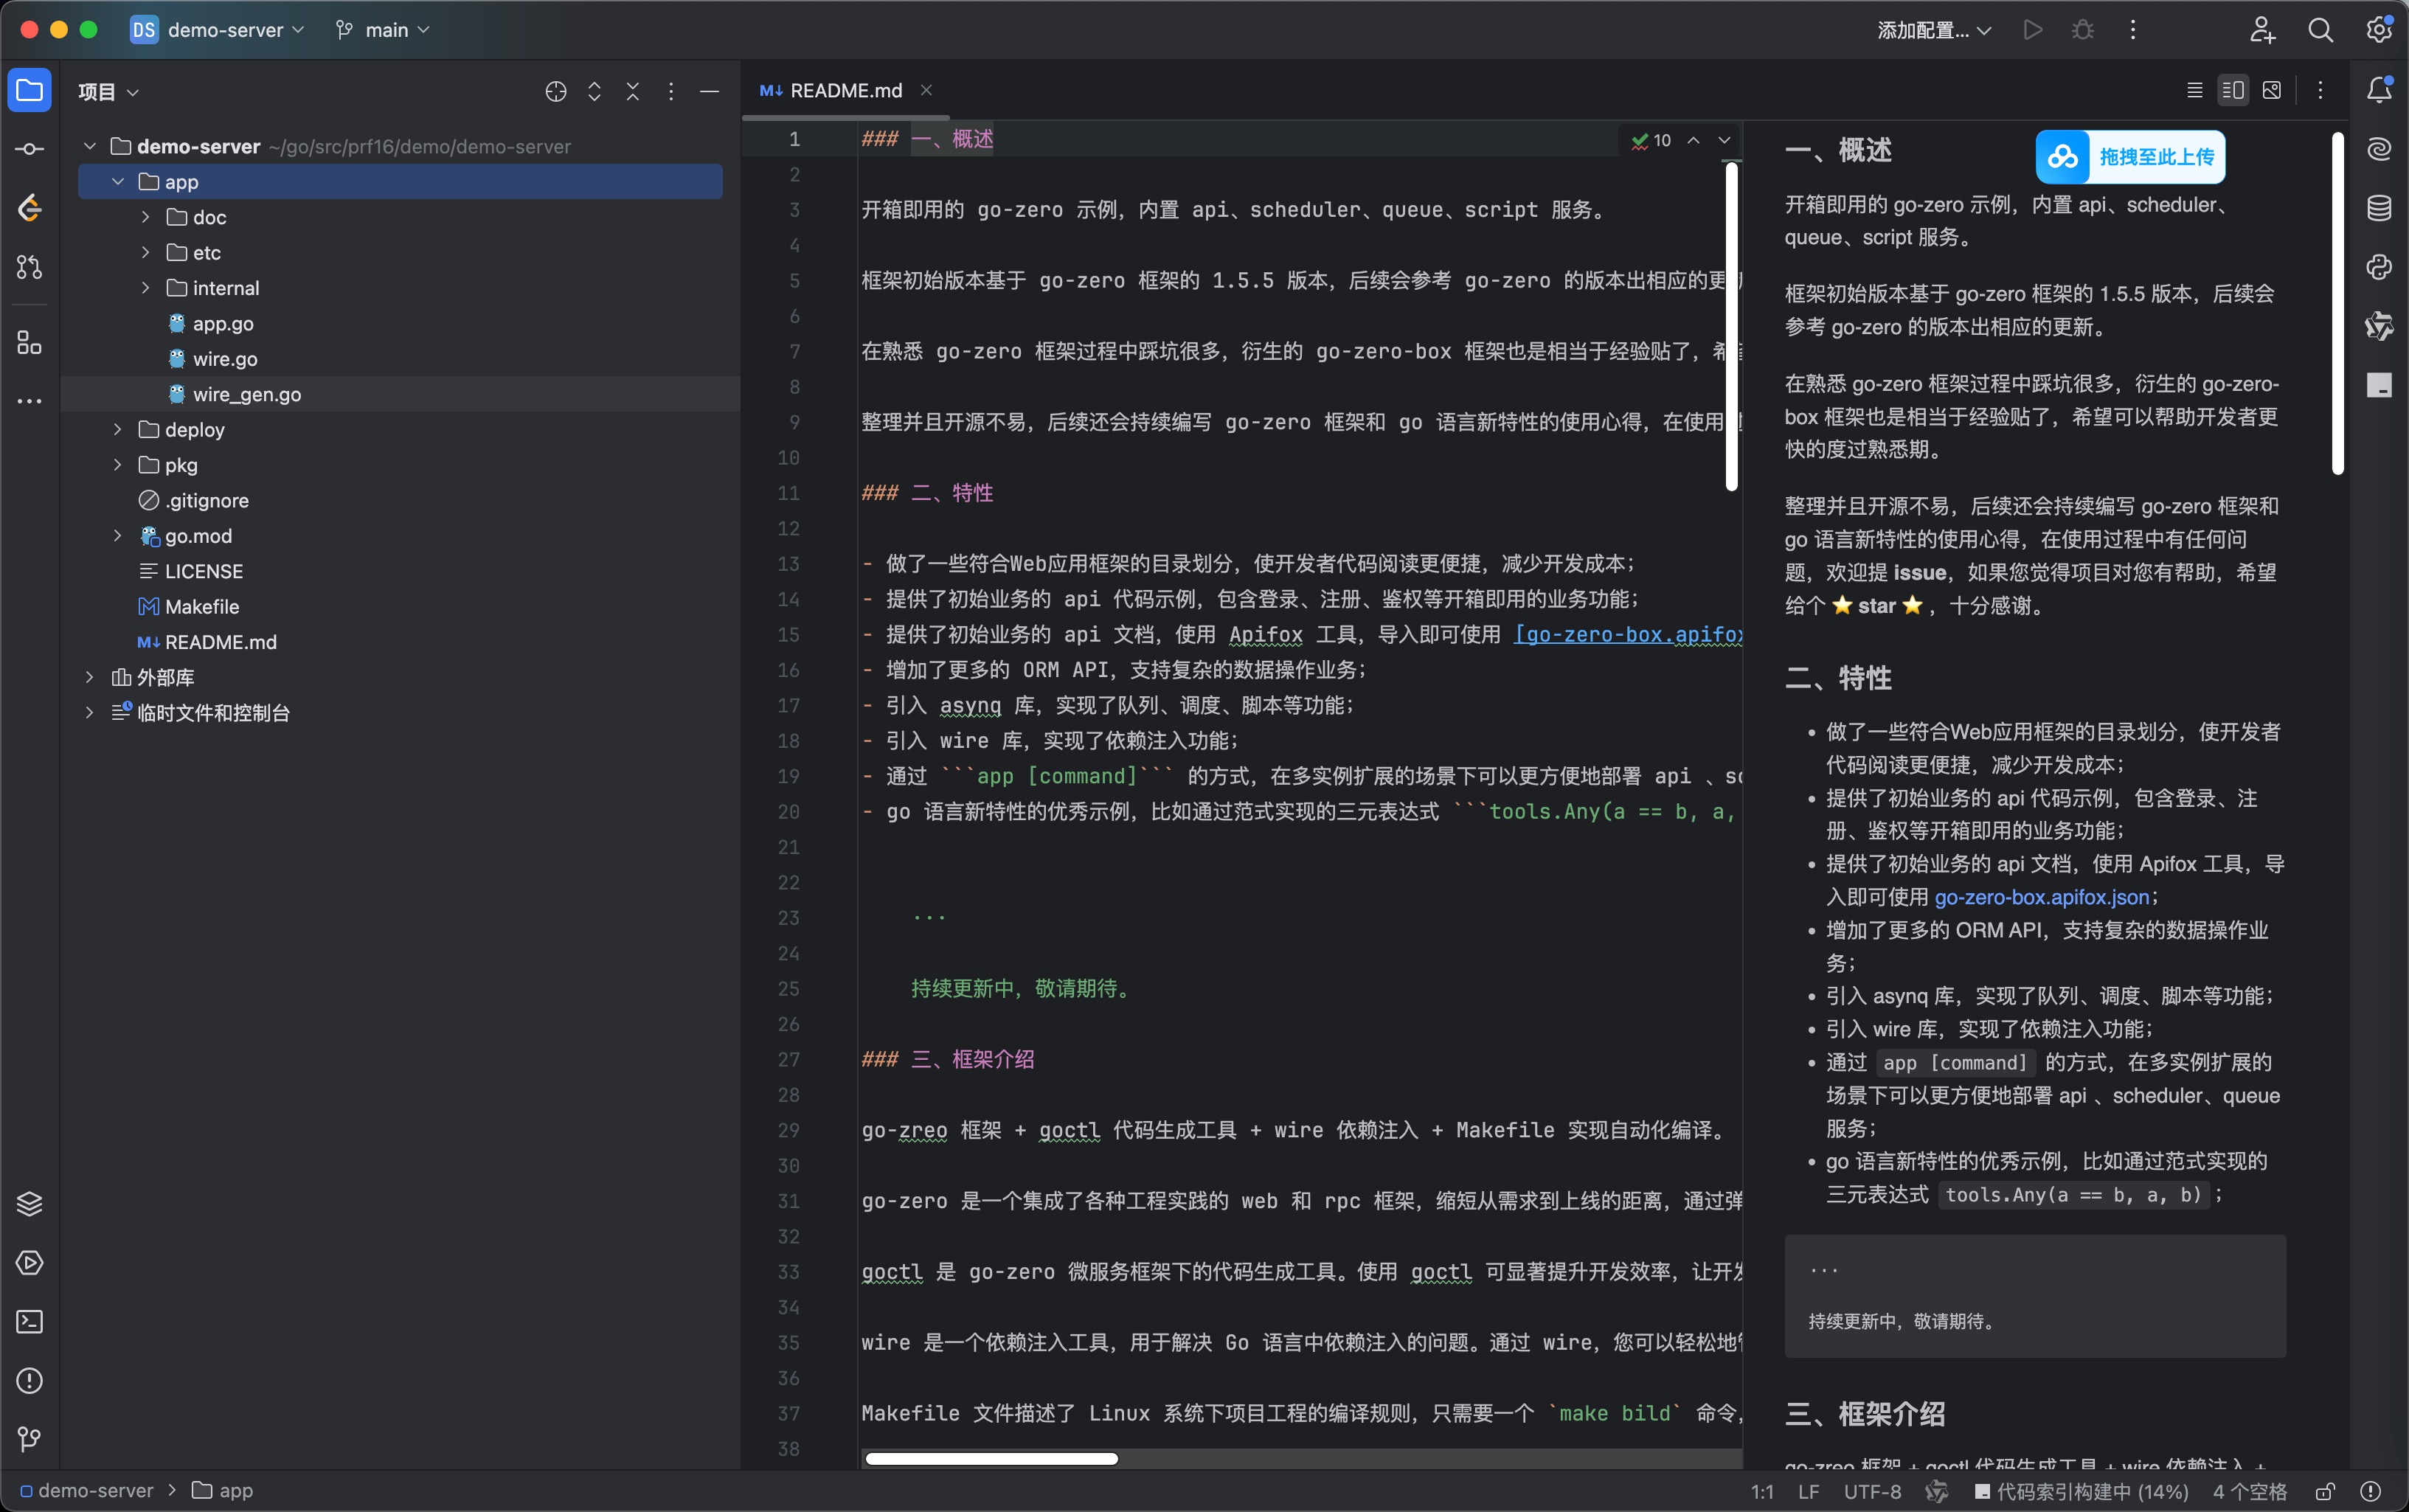 DS demo-server main 添加配置...
项目
demo-server ~/go/src/prf16/demo/demo-server
app
doc
etc
internal
app.go
wire.go
wire_gen.go
deploy
pkg
.gitignore
go.mod
LICENSE
Makefile
README.md
外部库
临时文件和控制台
README.md
10
1 ### 一、概述
2
3 开箱即用的 go-zero 示例，内置 api、scheduler、queue、script 服务。
4
5 框架初始版本基于 go-zero 框架的 1.5.5 版本，后续会参考 go-zero 的版本出相应的更
6
7 在熟悉 go-zero 框架过程中踩坑很多，衍生的 go-zero-box 框架也是相当于经验贴了，希
8
9 整理并且开源不易，后续还会持续编写 go-zero 框架和 go 语言新特性的使用心得，在使用
10
11 ### 二、特性
12
13 - 做了一些符合Web应用框架的目录划分，使开发者代码阅读更便捷，减少开发成本；
14 - 提供了初始业务的 api 代码示例，包含登录、注册、鉴权等开箱即用的业务功能；
15 - 提供了初始业务的 api 文档，使用 Apifox 工具，导入即可使用 [go-zero-box.apifox
16 - 增加了更多的 ORM API，支持复杂的数据操作业务；
17 - 引入 asynq 库，实现了队列、调度、脚本等功能；
18 - 引入 wire 库，实现了依赖注入功能；
19 - 通过 ```app [command]``` 的方式，在多实例扩展的场景下可以更方便地部署 api 、sc
20 - go 语言新特性的优秀示例，比如通过范式实现的三元表达式 ```tools.Any(a == b, a,
21
22
23 ...
24
25 持续更新中，敬请期待。
26
27 ### 三、框架介绍
28
29 go-zreo 框架 + goctl 代码生成工具 + wire 依赖注入 + Makefile 实现自动化编译。
30
31 go-zero 是一个集成了各种工程实践的 web 和 rpc 框架，缩短从需求到上线的距离，通过弹
32
33 goctl 是 go-zero 微服务框架下的代码生成工具。使用 goctl 可显著提升开发效率，让开发
34
35 wire 是一个依赖注入工具，用于解决 Go 语言中依赖注入的问题。通过 wire，您可以轻松地
36
37 Makefile 文件描述了 Linux 系统下项目工程的编译规则，只需要一个 `make bild` 命令，
38
一、概述
拖拽至此上传
开箱即用的 go-zero 示例，内置 api、scheduler、
queue、script 服务。
框架初始版本基于 go-zero 框架的 1.5.5 版本，后续会
参考 go-zero 的版本出相应的更新。
在熟悉 go-zero 框架过程中踩坑很多，衍生的 go-zero-
box 框架也是相当于经验贴了，希望可以帮助开发者更
快的度过熟悉期。
整理并且开源不易，后续还会持续编写 go-zero 框架和
go 语言新特性的使用心得，在使用过程中有任何问
题，欢迎提 issue，如果您觉得项目对您有帮助，希望
给个 ⭐ star ⭐ ，十分感谢。
二、特性
• 做了一些符合Web应用框架的目录划分，使开发者
代码阅读更便捷，减少开发成本；
• 提供了初始业务的 api 代码示例，包含登录、注
册、鉴权等开箱即用的业务功能；
• 提供了初始业务的 api 文档，使用 Apifox 工具，导
入即可使用 go-zero-box.apifox.json；
• 增加了更多的 ORM API，支持复杂的数据操作业
务；
• 引入 asynq 库，实现了队列、调度、脚本等功能；
• 引入 wire 库，实现了依赖注入功能；
• 通过 app [command] 的方式，在多实例扩展的
场景下可以更方便地部署 api 、scheduler、queue
服务；
• go 语言新特性的优秀示例，比如通过范式实现的
三元表达式 tools.Any(a == b, a, b) ；
...
持续更新中，敬请期待。
三、框架介绍
go-zreo 框架 + goctl 代码生成工具 + wire 依赖注入 +
demo-server > app
1:1 LF UTF-8 代码索引构建中 (14%) 4 个空格